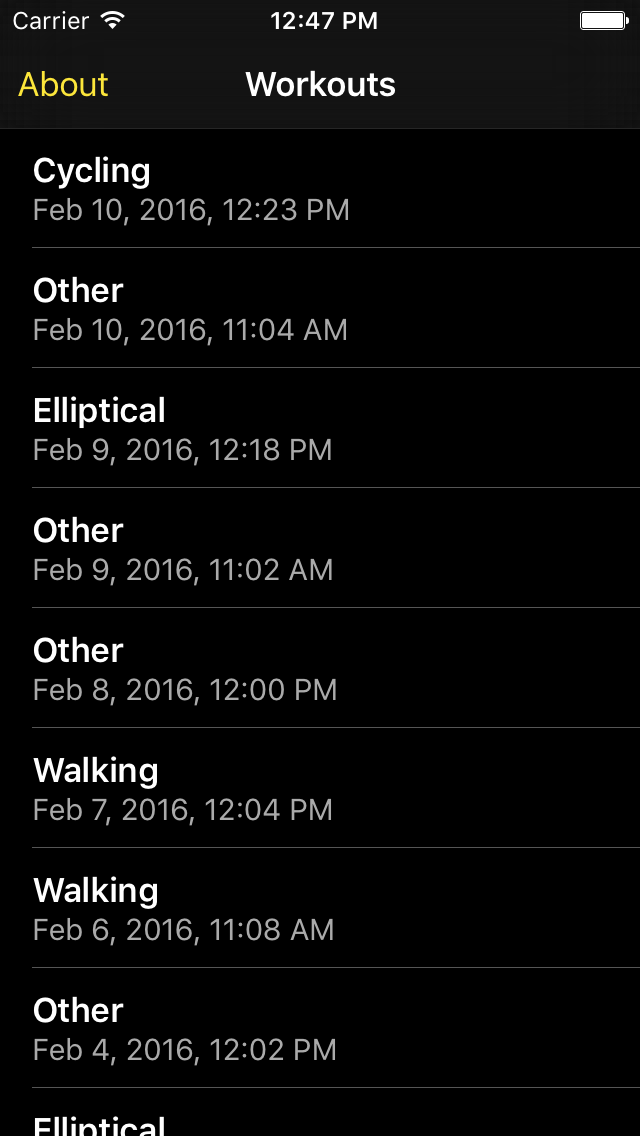 Carrier 12:47 PM
About Workouts
Cycling
Feb 10, 2016, 12:23 PM
Other
Feb 10, 2016, 11:04 AM
Elliptical
Feb 9, 2016, 12:18 PM
Other
Feb 9, 2016, 11:02 AM
Other
Feb 8, 2016, 12:00 PM
Walking
Feb 7, 2016, 12:04 PM
Walking
Feb 6, 2016, 11:08 AM
Other
Feb 4, 2016, 12:02 PM
Elliptical